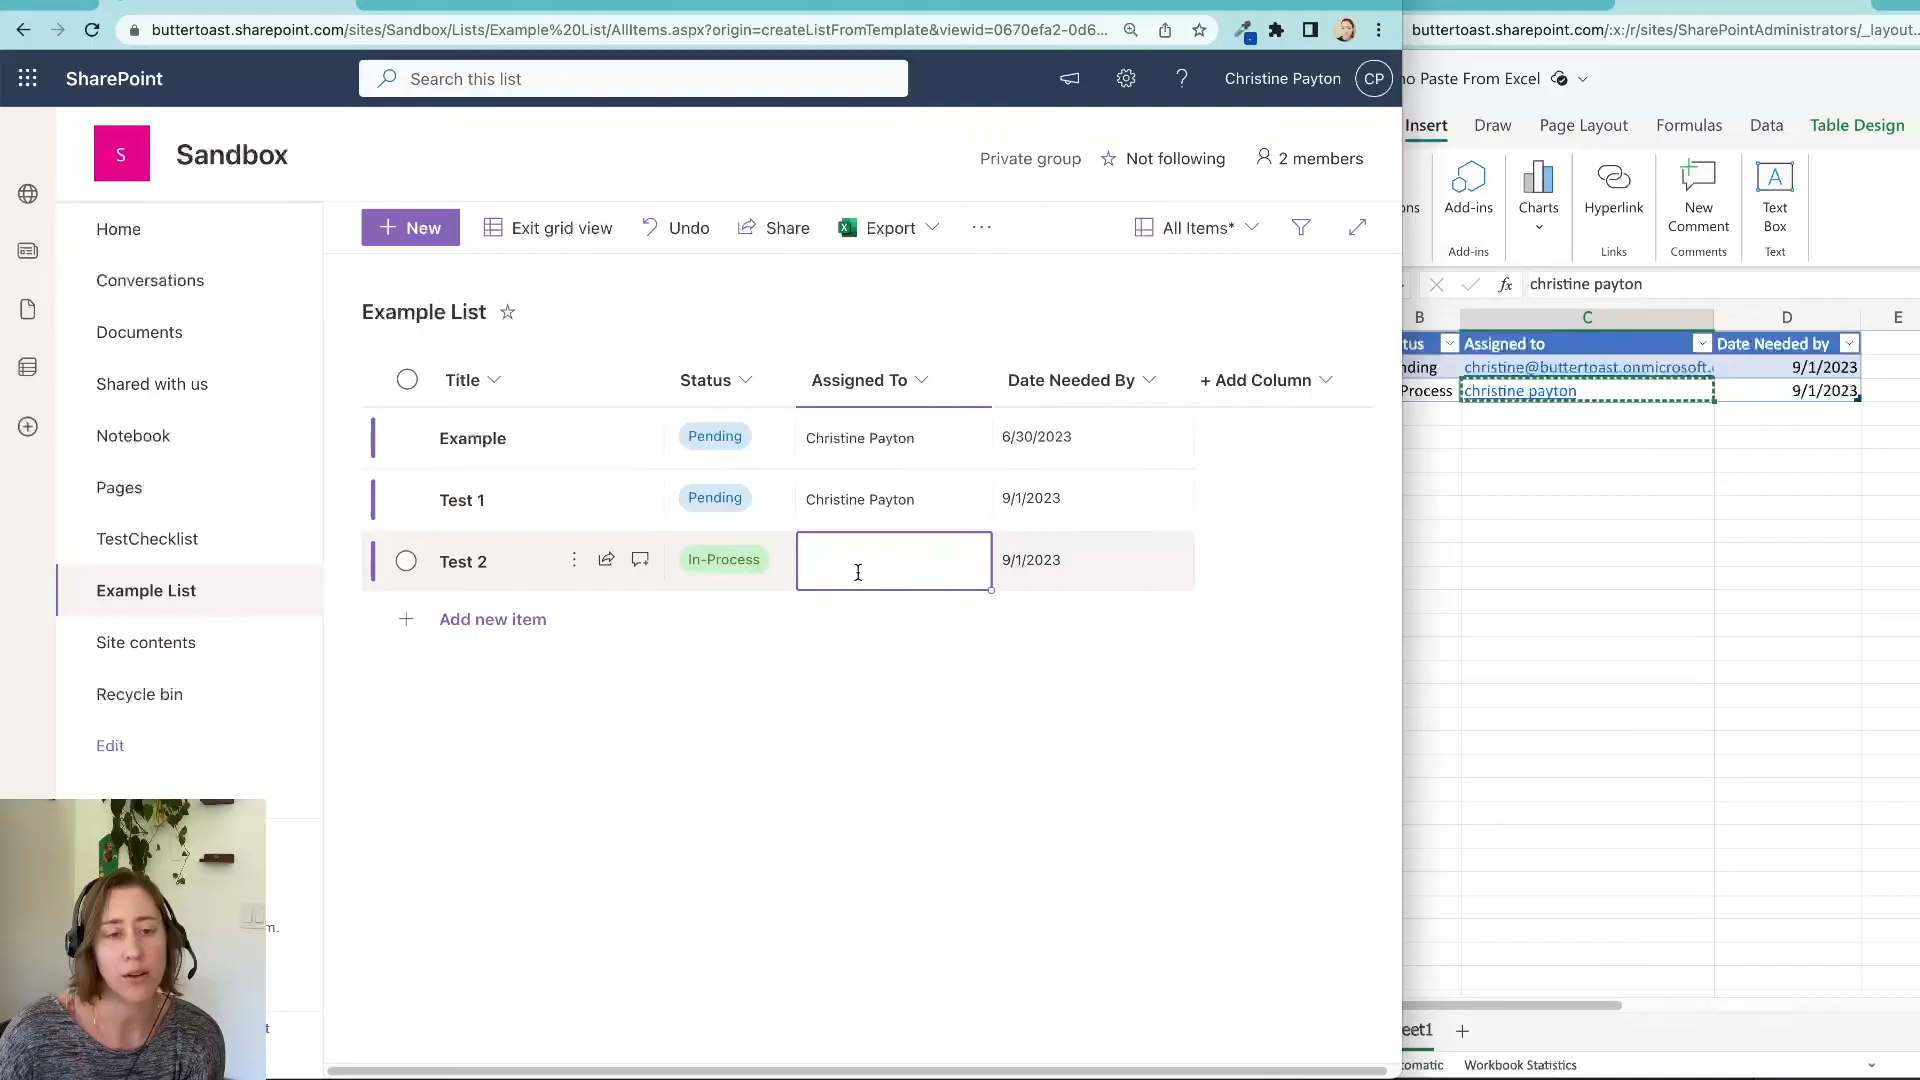 buttertoast.sharepoint.com/sites/Sandbox/Lists/Example%20List/AllItems.aspx?origin=createListFromTemplate&viewid=0670efa2-0d6...
buttertoast.sharepoint.com/:x:/r/sites/SharePointAdministrators/_layout...
SharePoint
Search this list
Christine Payton
CP
no Paste From Excel
Insert Draw Page Layout Formulas Data Table Design
S
Sandbox
Private group
Not following
2 members
ons
Add-ins
Charts
Hyperlink
New Comment
Text Box
Add-ins
Links
Comments
Text
New
Exit grid view
Undo
Share
Export
...
All Items*
fx christine payton
B C D E
tus Assigned to Date Needed by
nding christine@buttertoast.onmicrosoft. 9/1/2023
Process christine payton 9/1/2023
Home
Conversations
Documents
Shared with us
Notebook
Pages
TestChecklist
Example List
Site contents
Recycle bin
Edit
Example List
Title Status Assigned To Date Needed By + Add Column
Example Pending Christine Payton 6/30/2023
Test 1 Pending Christine Payton 9/1/2023
Test 2 In-Process 9/1/2023
Add new item
m.
t
eet1
tomatic Workbook Statistics